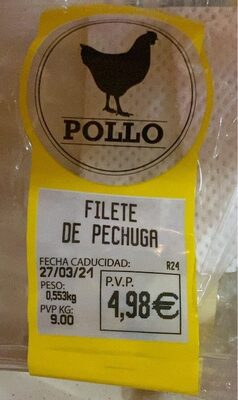 POLLO
FILETE
DE PECHUGA
FECHA CADUCIDAD: R24
27/03/21
PESO:
0,553kg
PVP KG:
9.00
P.V.P.
4,98€